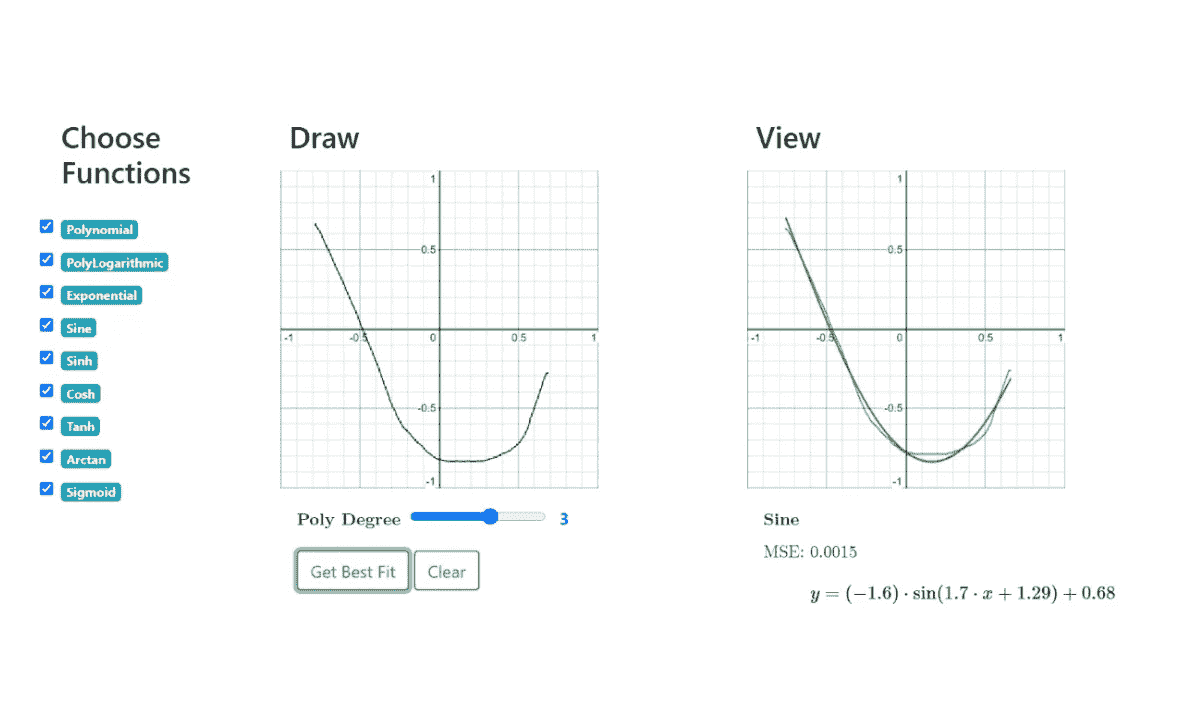 Choose
Functions
Polynomial
PolyLogarithmic
Exponential
Sine
Sinh
Cosh
Tanh
Arctan
Sigmoid
Draw
1
0.5
-1
-0.5
0
0.5
1
-0.5
-1
Poly Degree 3
Get Best Fit Clear
View
1
0.5
-1
-0.5
0
0.5
1
-0.5
-1
Sine
MSE: 0.0015
y = (−1.6) · sin(1.7 · x + 1.29) + 0.68